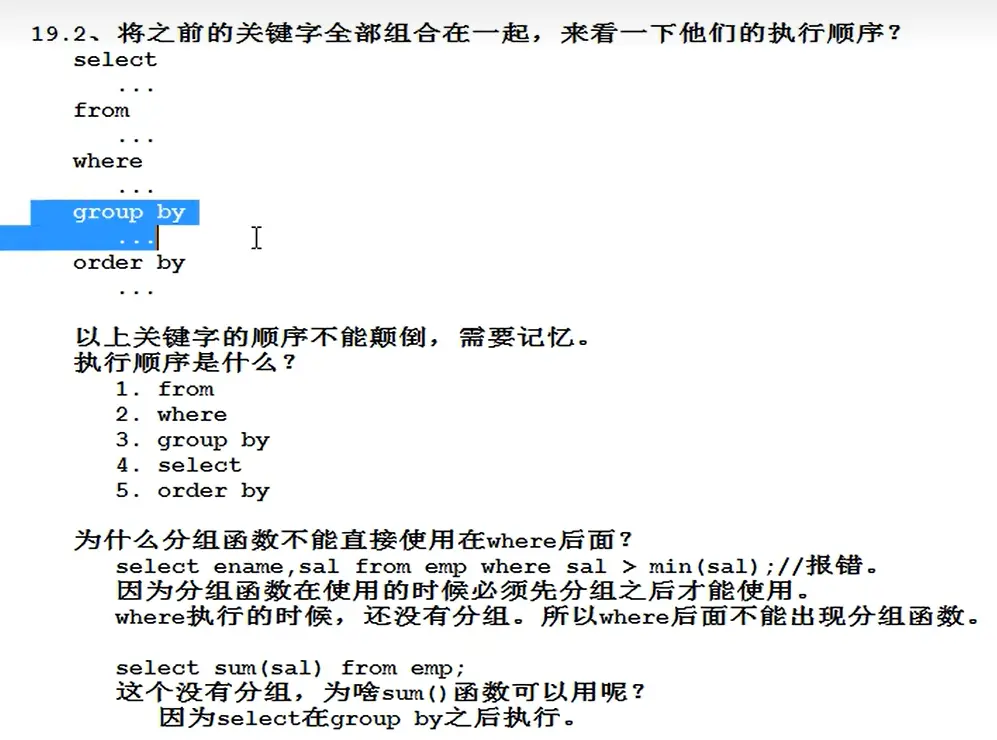 19.2、将之前的关键字全部组合在一起，来看一下他们的执行顺序？
select
...
from
...
where
...
group by
...
order by
...
以上关键字的顺序不能颠倒，需要记忆。
执行顺序是什么？
1. from
2. where
3. group by
4. select
5. order by
为什么分组函数不能直接使用在where后面？
select ename,sal from emp where sal > min(sal);//报错。
因为分组函数在使用的时候必须先分组之后才能使用。
where执行的时候，还没有分组。所以where后面不能出现分组函数。
select sum(sal) from emp;
这个没有分组，为啥sum()函数可以用呢？
因为select在group by之后执行。